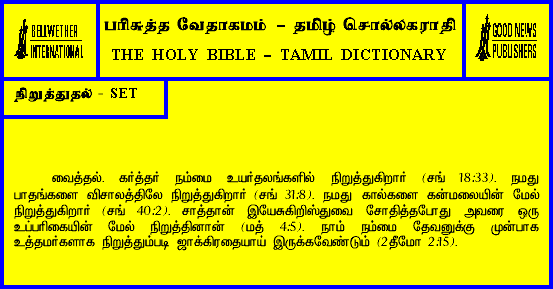 BELLWETHER
INTERNATIONAL
பரிசுத்த வேதாகமம் – தமிழ் சொல்லகராதி
THE HOLY BIBLE – TAMIL DICTIONARY
GOOD NEWS
PUBLISHERS
நிறுத்துதல் - SET
வைத்தல். கர்த்தர் நம்மை உயர்தலங்களில் நிறுத்துகிறார் (சங் 18:33). நமது
பாதங்களை விசாலத்திலே நிறுத்துகிறார் (சங் 31:8). நமது கால்களை கன்மலையின் மேல்
நிறுத்துகிறார் (சங் 40:2). சாத்தான் இயேசுகிறிஸ்துவை சோதித்தபோது அவரை ஒரு
உப்பரிகையின் மேல் நிறுத்தினான் (மத் 4:5). நாம் நம்மை தேவனுக்கு முன்பாக
உத்தமர்களாக நிறுத்தும்படி ஜாக்கிரதையாய் இருக்கவேண்டும் (2தீமோ 2:15).